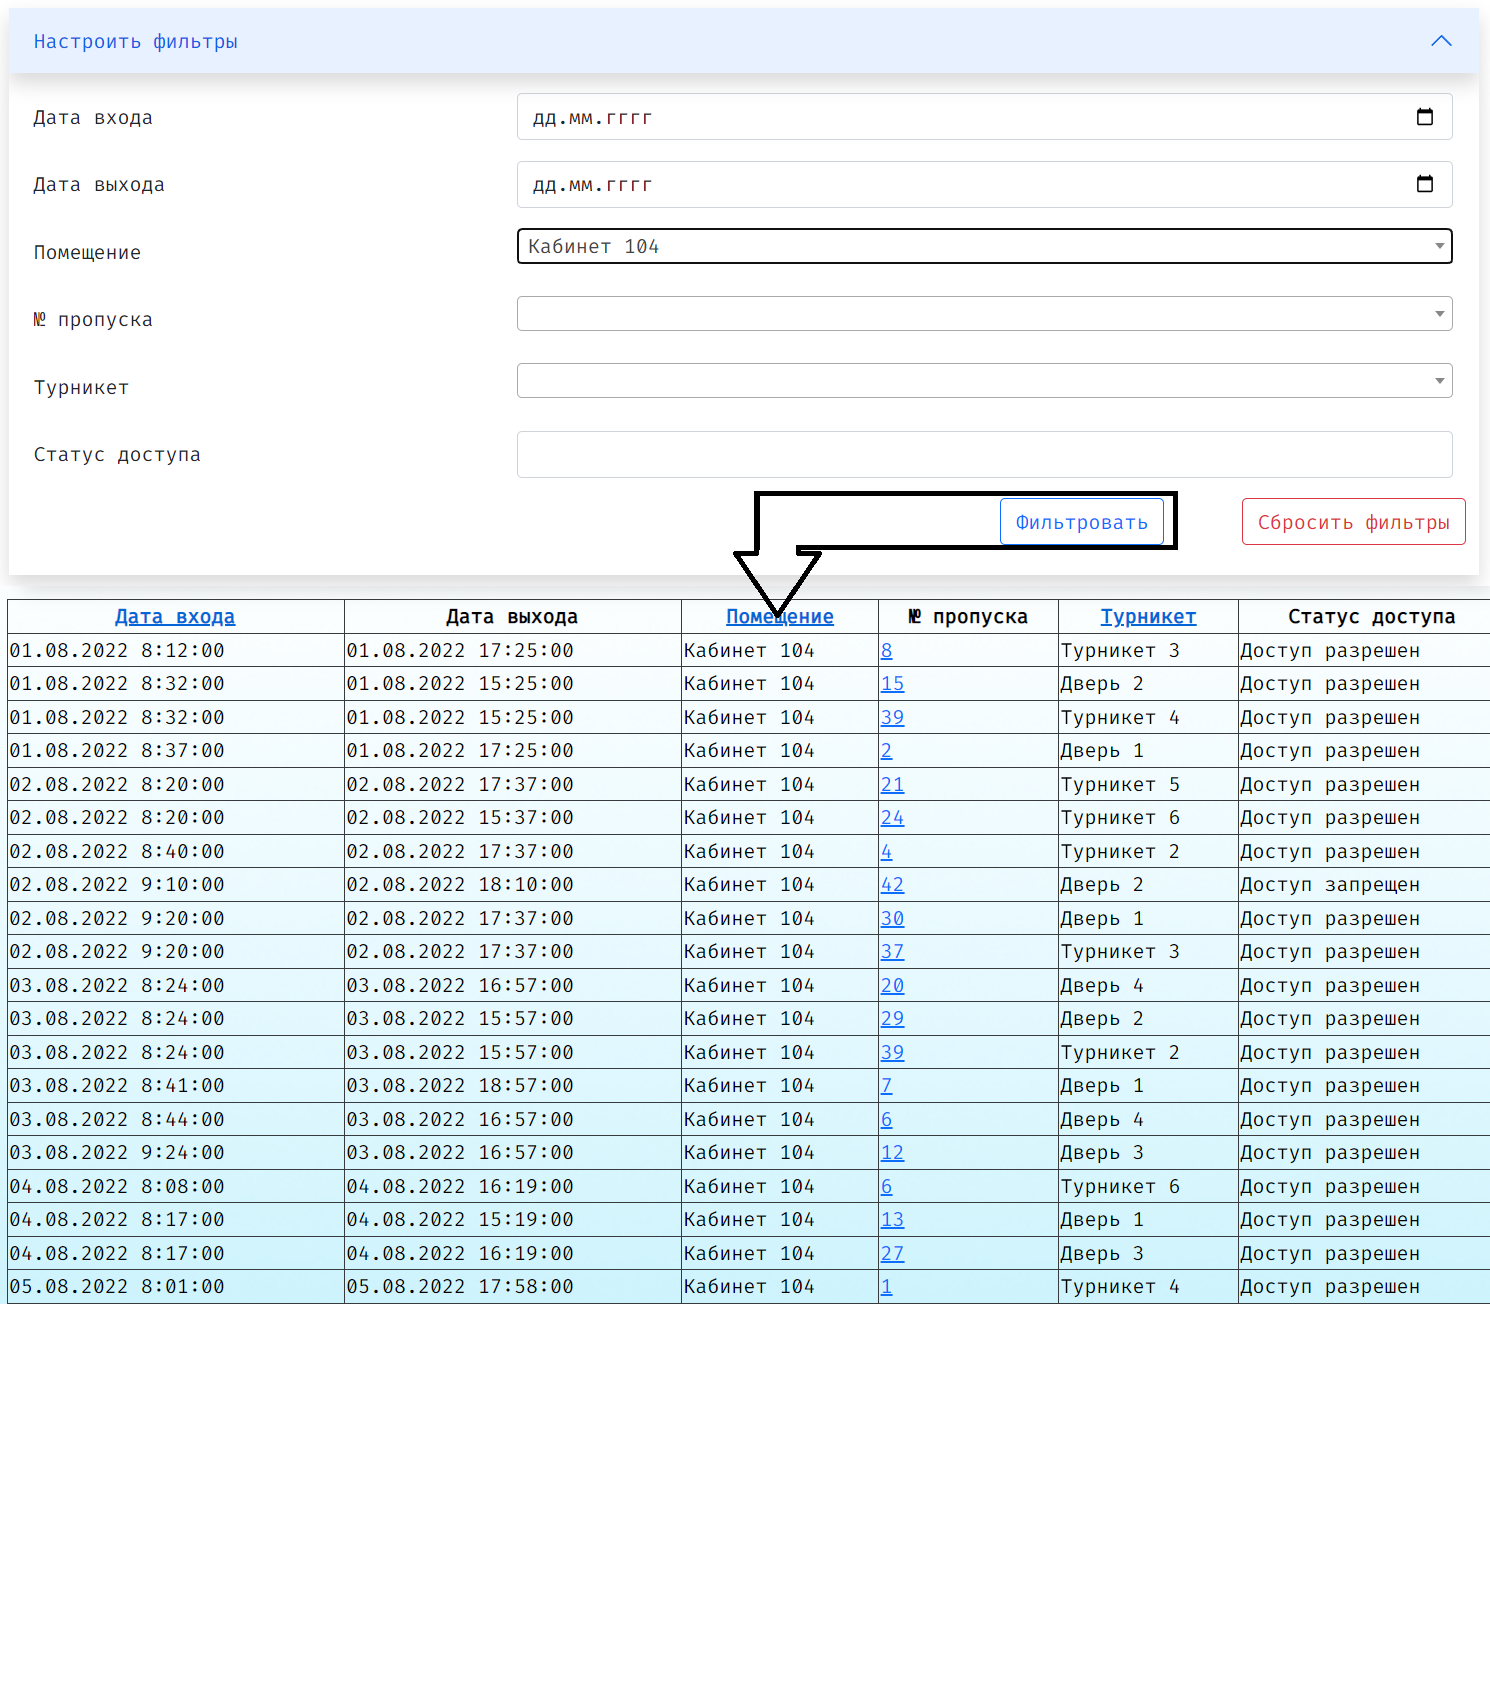 Настроить фильтры
Дата входа дд.мм.гггг
Дата выхода дд.мм.гггг
Помещение Кабинет 104
№ пропуска
Турникет
Статус доступа
Фильтровать Сбросить фильтры
Дата входа Дата выхода Помещение № пропуска Турникет Статус доступа
01.08.2022 8:12:00 01.08.2022 17:25:00 Кабинет 104 8 Турникет 3 Доступ разрешен
01.08.2022 8:32:00 01.08.2022 15:25:00 Кабинет 104 15 Дверь 2 Доступ разрешен
01.08.2022 8:32:00 01.08.2022 15:25:00 Кабинет 104 39 Турникет 4 Доступ разрешен
01.08.2022 8:37:00 01.08.2022 17:25:00 Кабинет 104 2 Дверь 1 Доступ разрешен
02.08.2022 8:20:00 02.08.2022 17:37:00 Кабинет 104 21 Турникет 5 Доступ разрешен
02.08.2022 8:20:00 02.08.2022 15:37:00 Кабинет 104 24 Турникет 6 Доступ разрешен
02.08.2022 8:40:00 02.08.2022 17:37:00 Кабинет 104 4 Турникет 2 Доступ разрешен
02.08.2022 9:10:00 02.08.2022 18:10:00 Кабинет 104 42 Дверь 2 Доступ запрещен
02.08.2022 9:20:00 02.08.2022 17:37:00 Кабинет 104 30 Дверь 1 Доступ разрешен
02.08.2022 9:20:00 02.08.2022 17:37:00 Кабинет 104 37 Турникет 3 Доступ разрешен
03.08.2022 8:24:00 03.08.2022 16:57:00 Кабинет 104 20 Дверь 4 Доступ разрешен
03.08.2022 8:24:00 03.08.2022 15:57:00 Кабинет 104 29 Дверь 2 Доступ разрешен
03.08.2022 8:24:00 03.08.2022 15:57:00 Кабинет 104 39 Турникет 2 Доступ разрешен
03.08.2022 8:41:00 03.08.2022 18:57:00 Кабинет 104 7 Дверь 1 Доступ разрешен
03.08.2022 8:44:00 03.08.2022 16:57:00 Кабинет 104 6 Дверь 4 Доступ разрешен
03.08.2022 9:24:00 03.08.2022 16:57:00 Кабинет 104 12 Дверь 3 Доступ разрешен
04.08.2022 8:08:00 04.08.2022 16:19:00 Кабинет 104 6 Турникет 6 Доступ разрешен
04.08.2022 8:17:00 04.08.2022 15:19:00 Кабинет 104 13 Дверь 1 Доступ разрешен
04.08.2022 8:17:00 04.08.2022 16:19:00 Кабинет 104 27 Дверь 3 Доступ разрешен
05.08.2022 8:01:00 05.08.2022 17:58:00 Кабинет 104 1 Турникет 4 Доступ разрешен